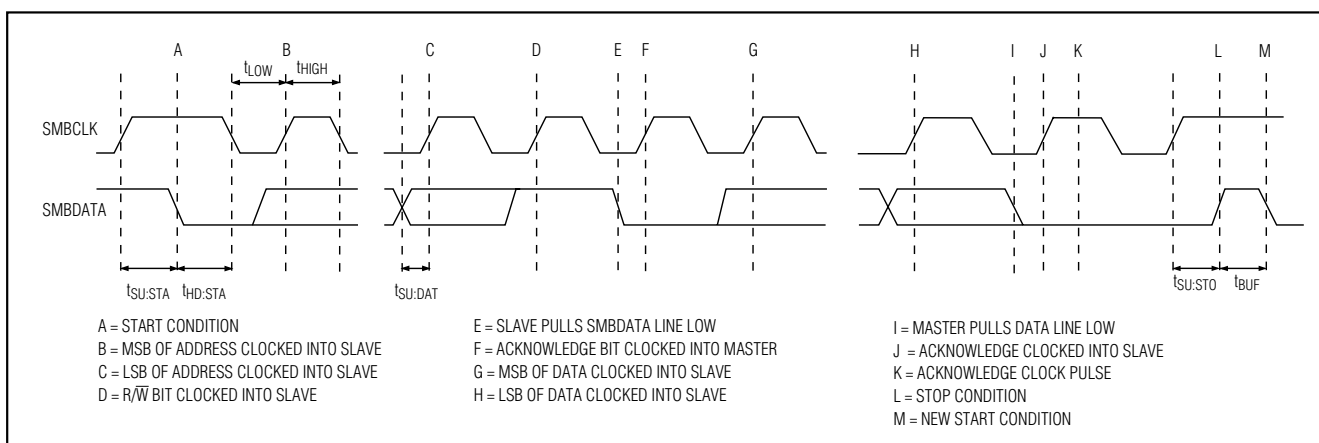 A B C D E F G H I J K L M
tLOW tHIGH
SMBCLK
SMBDATA
tSU:STA tHD:STA tSU:DAT tSU:STO tBUF
A = START CONDITION
B = MSB OF ADDRESS CLOCKED INTO SLAVE
C = LSB OF ADDRESS CLOCKED INTO SLAVE
D = R/W̅ BIT CLOCKED INTO SLAVE
E = SLAVE PULLS SMBDATA LINE LOW
F = ACKNOWLEDGE BIT CLOCKED INTO MASTER
G = MSB OF DATA CLOCKED INTO SLAVE
H = LSB OF DATA CLOCKED INTO SLAVE
I = MASTER PULLS DATA LINE LOW
J = ACKNOWLEDGE CLOCKED INTO SLAVE
K = ACKNOWLEDGE CLOCK PULSE
L = STOP CONDITION
M = NEW START CONDITION